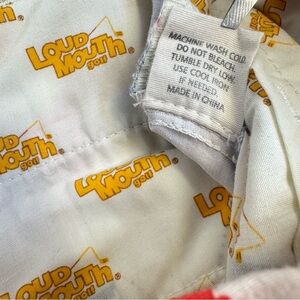 LOUD
MOUTH®
golf
MACHINE WASH COLD.
DO NOT BLEACH.
TUMBLE DRY LOW.
USE COOL IRON
IF NEEDED.
MADE IN CHINA
LOUD
MOUTH®
golf
LOUD
MOUTH®
golf
LOUD
MOUTH®
golf